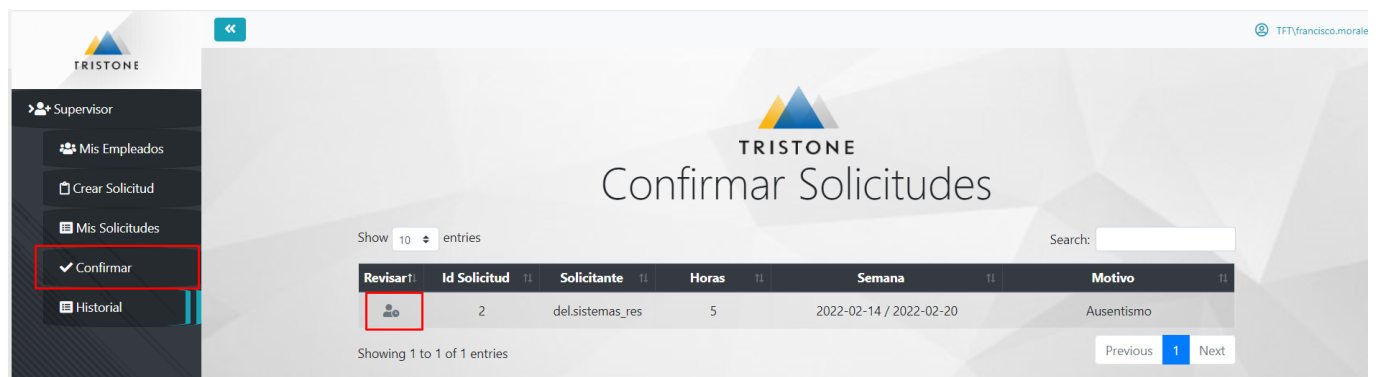 TFT\francisco.morale
TRISTONE
Supervisor
Mis Empleados
Crear Solicitud
Mis Solicitudes
Confirmar
Historial
TRISTONE
Confirmar Solicitudes
Show 10 entries Search:
Revisar Id Solicitud Solicitante Horas Semana Motivo
2 del.sistemas_res 5 2022-02-14 / 2022-02-20 Ausentismo
Showing 1 to 1 of 1 entries Previous 1 Next